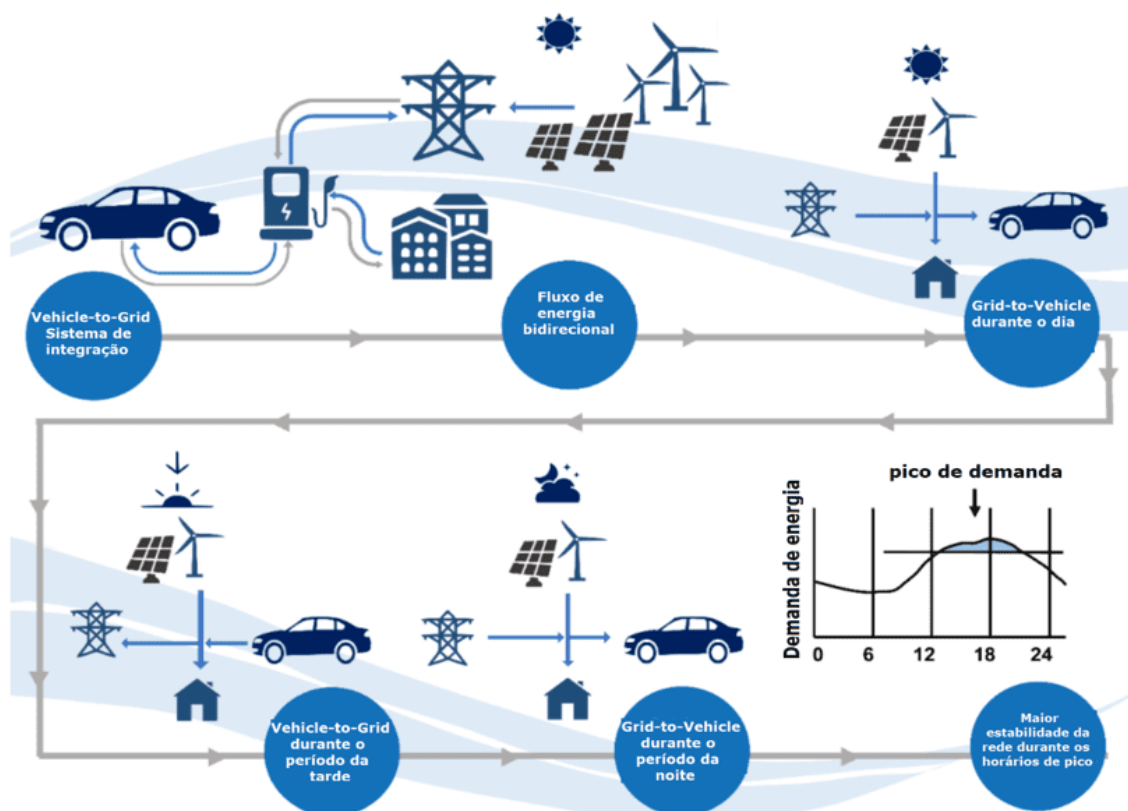 Vehicle-to-Grid
Sistema de
integração
Fluxo de
energia
bidirecional
Grid-to-Vehicle
durante o dia
pico de demanda
Demanda de energia
0 6 12 18 24
Vehicle-to-Grid
durante o
período da
tarde
Grid-to-Vehicle
durante o
período da
noite
Maior
estabilidade da
rede durante os
horários de pico